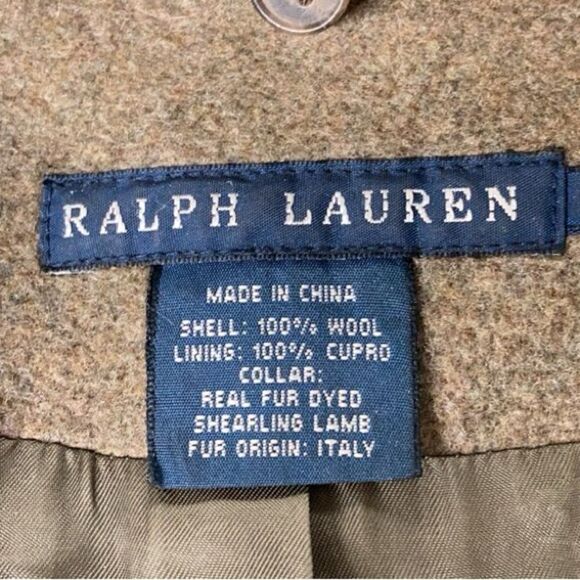 RALPH LAUREN
MADE IN CHINA
SHELL: 100% WOOL
LINING: 100% CUPRO
COLLAR:
REAL FUR DYED
SHEARLING LAMB
FUR ORIGIN: ITALY